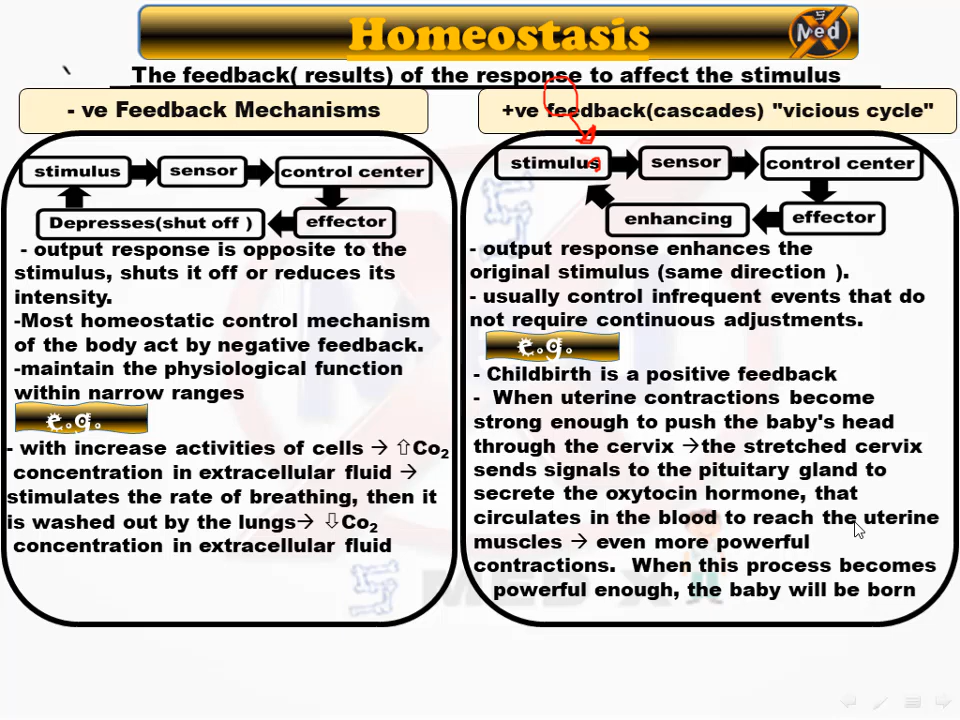 Homeostasis
Med
The feedback( results) of the response to affect the stimulus
- ve Feedback Mechanisms
stimulus
sensor
control center
Depresses(shut off )
effector
- output response is opposite to the
stimulus, shuts it off or reduces its
intensity.
-Most homeostatic control mechanism
of the body act by negative feedback.
-maintain the physiological function
within narrow ranges
e.g.
- with increase activities of cells → ⇧Co₂
concentration in extracellular fluid →
stimulates the rate of breathing, then it
is washed out by the lungs→ ⇩Co₂
concentration in extracellular fluid
+ve feedback(cascades) "vicious cycle"
stimulus
sensor
control center
enhancing
effector
- output response enhances the
original stimulus (same direction ).
- usually control infrequent events that do
not require continuous adjustments.
e.g.
- Childbirth is a positive feedback
- When uterine contractions become
strong enough to push the baby's head
through the cervix →the stretched cervix
sends signals to the pituitary gland to
secrete the oxytocin hormone, that
circulates in the blood to reach the uterine
muscles → even more powerful
contractions. When this process becomes
powerful enough, the baby will be born
MED X